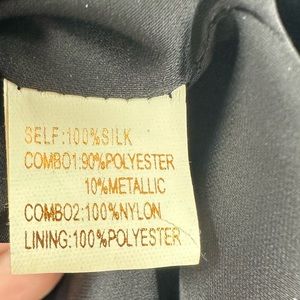 SELF:100%SILK
COMBO1:90%POLYESTER
10%METALLIC
COMBO2:100%NYLON
LINING:100%POLYESTER